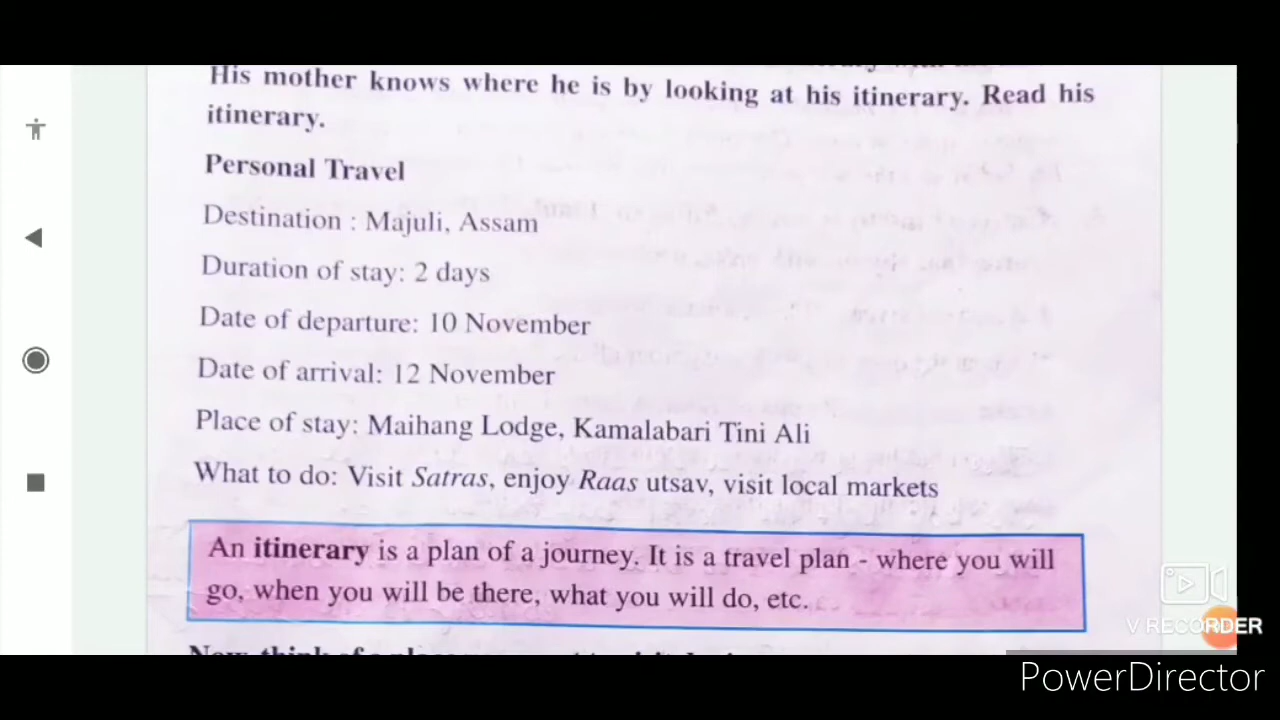 His mother knows where he is by looking at his itinerary. Read his
itinerary.
Personal Travel
Destination : Majuli, Assam
Duration of stay: 2 days
Date of departure: 10 November
Date of arrival: 12 November
Place of stay: Maihang Lodge, Kamalabari Tini Ali
What to do: Visit Satras, enjoy Raas utsav, visit local markets
An itinerary is a plan of a journey. It is a travel plan - where you will
go, when you will be there, what you will do, etc.
Now, think of a place
V RECORDER
PowerDirector